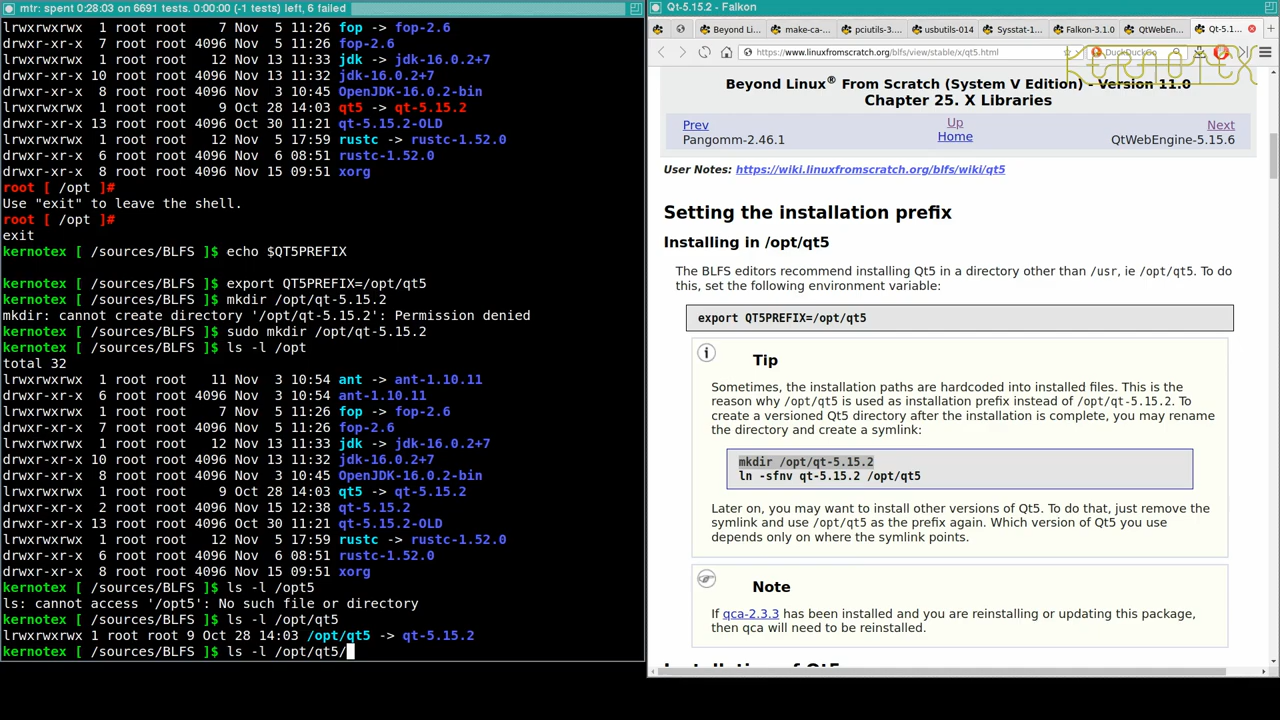 mtr: spent 0:28:03 on 6691 tests. 0:00:00 (-1 tests) left, 6 failed
lrwxrwxrwx  1 root root    7 Nov  5 11:26 fop -> fop-2.6
drwxr-xr-x  7 root root 4096 Nov  5 11:26 fop-2.6
lrwxrwxrwx  1 root root   12 Nov 13 11:33 jdk -> jdk-16.0.2+7
drwxr-xr-x 10 root root 4096 Nov 13 11:32 jdk-16.0.2+7
drwxr-xr-x  8 root root 4096 Nov  3 10:45 OpenJDK-16.0.2-bin
lrwxrwxrwx  1 root root    9 Oct 28 14:03 qt5 -> qt-5.15.2
drwxr-xr-x 13 root root 4096 Oct 30 11:21 qt-5.15.2-OLD
lrwxrwxrwx  1 root root   12 Nov  5 17:59 rustc -> rustc-1.52.0
drwxr-xr-x  6 root root 4096 Nov  6 08:51 rustc-1.52.0
drwxr-xr-x  8 root root 4096 Nov 15 09:51 xorg
root [ /opt ]#
Use "exit" to leave the shell.
root [ /opt ]#
exit
kernotex [ /sources/BLFS ]$ echo $QT5PREFIX
kernotex [ /sources/BLFS ]$ export QT5PREFIX=/opt/qt5
kernotex [ /sources/BLFS ]$ mkdir /opt/qt-5.15.2
mkdir: cannot create directory '/opt/qt-5.15.2': Permission denied
kernotex [ /sources/BLFS ]$ sudo mkdir /opt/qt-5.15.2
kernotex [ /sources/BLFS ]$ ls -l /opt
total 32
lrwxrwxrwx  1 root root   11 Nov  3 10:54 ant -> ant-1.10.11
drwxr-xr-x  6 root root 4096 Nov  3 10:54 ant-1.10.11
lrwxrwxrwx  1 root root    7 Nov  5 11:26 fop -> fop-2.6
drwxr-xr-x  7 root root 4096 Nov  5 11:26 fop-2.6
lrwxrwxrwx  1 root root   12 Nov 13 11:33 jdk -> jdk-16.0.2+7
drwxr-xr-x 10 root root 4096 Nov 13 11:32 jdk-16.0.2+7
drwxr-xr-x  8 root root 4096 Nov  3 10:45 OpenJDK-16.0.2-bin
lrwxrwxrwx  1 root root    9 Oct 28 14:03 qt5 -> qt-5.15.2
drwxr-xr-x  2 root root 4096 Nov 15 12:38 qt-5.15.2
drwxr-xr-x 13 root root 4096 Oct 30 11:21 qt-5.15.2-OLD
lrwxrwxrwx  1 root root   12 Nov  5 17:59 rustc -> rustc-1.52.0
drwxr-xr-x  6 root root 4096 Nov  6 08:51 rustc-1.52.0
drwxr-xr-x  8 root root 4096 Nov 15 09:51 xorg
kernotex [ /sources/BLFS ]$ ls -l /opt5
ls: cannot access '/opt5': No such file or directory
kernotex [ /sources/BLFS ]$ ls -l /opt/qt5
lrwxrwxrwx 1 root root 9 Oct 28 14:03 /opt/qt5 -> qt-5.15.2
kernotex [ /sources/BLFS ]$ ls -l /opt/qt5/
Qt-5.15.2 - Falkon
Beyond L… make-ca-… pciutils-3… usbutils-014 Sysstat-1… Falkon-3.1.0 QtWebEn… Qt-5.1…
https://www.linuxfromscratch.org/blfs/view/stable/x/qt5.html
DuckDuckGo
KERNOTEX
Beyond Linux® From Scratch (System V Edition) - Version 11.0
Chapter 25. X Libraries
Prev Up Next
Pangomm-2.46.1 Home QtWebEngine-5.15.6
User Notes: https://wiki.linuxfromscratch.org/blfs/wiki/qt5
Setting the installation prefix
Installing in /opt/qt5
The BLFS editors recommend installing Qt5 in a directory other than /usr, ie /opt/qt5. To do
this, set the following environment variable:
export QT5PREFIX=/opt/qt5
Tip
Sometimes, the installation paths are hardcoded into installed files. This is the
reason why /opt/qt5 is used as installation prefix instead of /opt/qt-5.15.2. To
create a versioned Qt5 directory after the installation is complete, you may rename
the directory and create a symlink:
mkdir /opt/qt-5.15.2
ln -sfnv qt-5.15.2 /opt/qt5
Later on, you may want to install other versions of Qt5. To do that, just remove the
symlink and use /opt/qt5 as the prefix again. Which version of Qt5 you use
depends only on where the symlink points.
Note
If qca-2.3.3 has been installed and you are reinstalling or updating this package,
then qca will need to be reinstalled.
Installation of Qt5